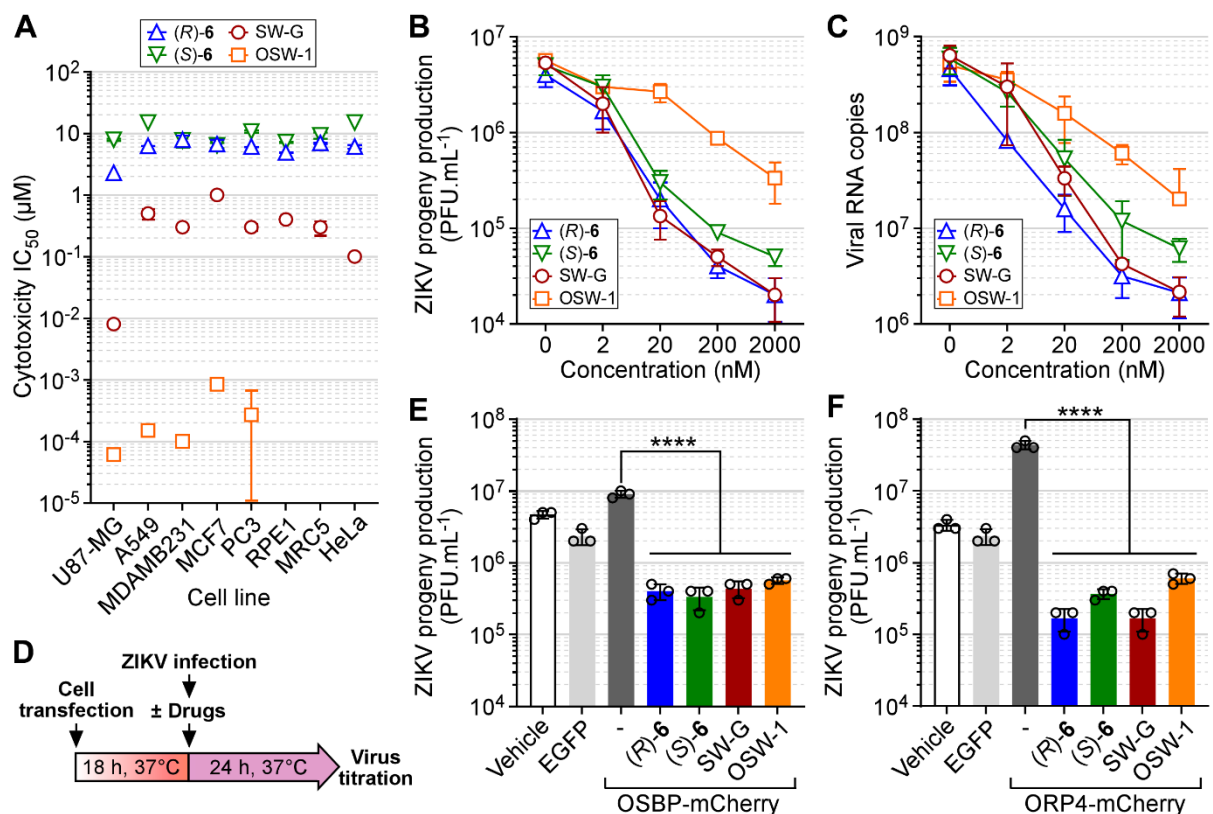 A
(R)-6
SW-G
(S)-6
OSW-1
Cytotoxicity IC50 (µM)
10^2
10
1
10^-1
10^-2
10^-3
10^-4
10^-5
U87-MG
A549
MDAMB231
MCF7
PC3
RPE1
MRC5
HeLa
Cell line
B
ZIKV progeny production
(PFU.mL^-1)
10^7
10^6
10^5
10^4
(R)-6
(S)-6
SW-G
OSW-1
0 2 20 200 2000
Concentration (nM)
C
Viral RNA copies
10^9
10^8
10^7
10^6
(R)-6
(S)-6
SW-G
OSW-1
0 2 20 200 2000
Concentration (nM)
D
ZIKV infection
Cell
transfection
± Drugs
18 h, 37°C
24 h, 37°C
Virus
titration
E
ZIKV progeny production
(PFU.mL^-1)
10^8
10^7
10^6
10^5
10^4
****
Vehicle
EGFP
-
(R)-6
(S)-6
SW-G
OSW-1
OSBP-mCherry
F
ZIKV progeny production
(PFU.mL^-1)
10^8
10^7
10^6
10^5
10^4
****
Vehicle
EGFP
-
(R)-6
(S)-6
SW-G
OSW-1
ORP4-mCherry